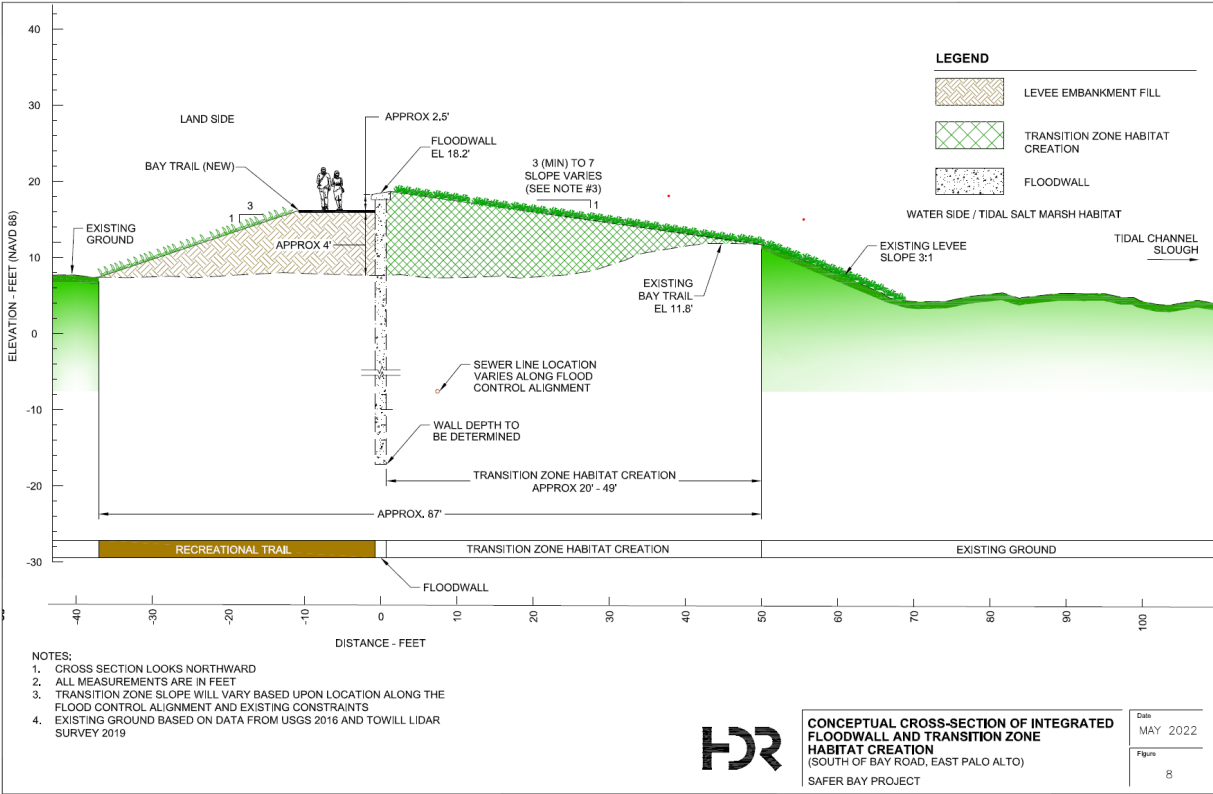 40
30
20
10
0
-10
-20
-30
ELEVATION - FEET (NAVD 88)
LAND SIDE
BAY TRAIL (NEW)
APPROX 2.5'
FLOODWALL
EL 18.2'
3
1
EXISTING
GROUND
APPROX 4'
3 (MIN) TO 7
SLOPE VARIES
(SEE NOTE #3)
1
LEGEND
LEVEE EMBANKMENT FILL
TRANSITION ZONE HABITAT
CREATION
FLOODWALL
WATER SIDE / TIDAL SALT MARSH HABITAT
EXISTING LEVEE
SLOPE 3:1
TIDAL CHANNEL
SLOUGH
EXISTING
BAY TRAIL
EL 11.8'
SEWER LINE LOCATION
VARIES ALONG FLOOD
CONTROL ALIGNMENT
WALL DEPTH TO
BE DETERMINED
TRANSITION ZONE HABITAT CREATION
APPROX 20' - 49'
APPROX. 87'
RECREATIONAL TRAIL
TRANSITION ZONE HABITAT CREATION
EXISTING GROUND
FLOODWALL
-40
-30
-20
-10
0
10
20
30
40
50
60
70
80
90
100
DISTANCE - FEET
NOTES;
1. CROSS SECTION LOOKS NORTHWARD
2. ALL MEASUREMENTS ARE IN FEET
3. TRANSITION ZONE SLOPE WILL VARY BASED UPON LOCATION ALONG THE
FLOOD CONTROL ALIGNMENT AND EXISTING CONSTRAINTS
4. EXISTING GROUND BASED ON DATA FROM USGS 2016 AND TOWILL LIDAR
SURVEY 2019
HDR
CONCEPTUAL CROSS-SECTION OF INTEGRATED
FLOODWALL AND TRANSITION ZONE
HABITAT CREATION
(SOUTH OF BAY ROAD, EAST PALO ALTO)
SAFER BAY PROJECT
Date
MAY 2022
Figure
8